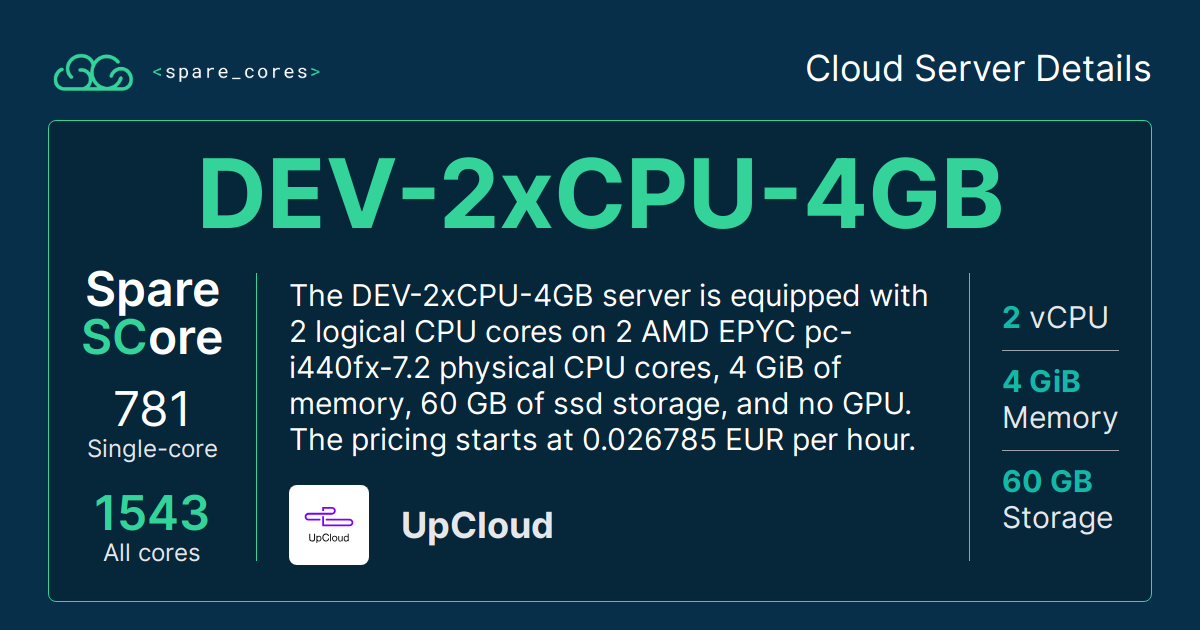 <spare_cores>
Cloud Server Details
DEV-2xCPU-4GB
Spare
SCore
781
Single-core
1543
All cores
The DEV-2xCPU-4GB server is equipped with
2 logical CPU cores on 2 AMD EPYC pc-
i440fx-7.2 physical CPU cores, 4 GiB of
memory, 60 GB of ssd storage, and no GPU.
The pricing starts at 0.026785 EUR per hour.
UpCloud
UpCloud
2 vCPU
4 GiB
Memory
60 GB
Storage